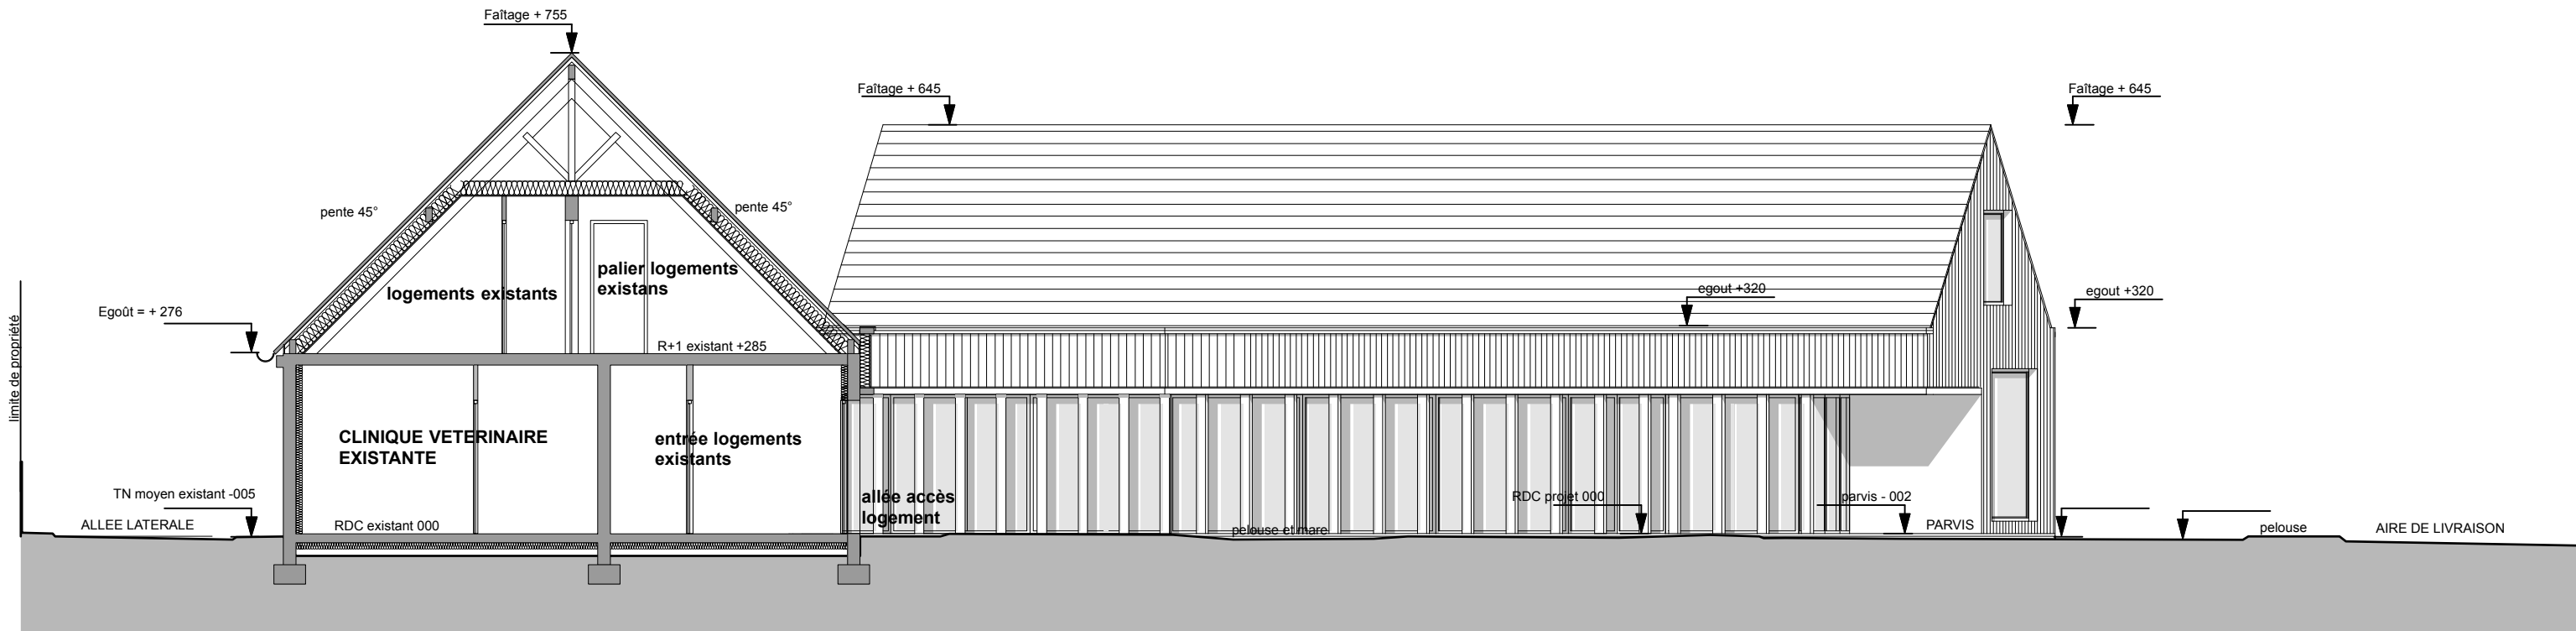 Faîtage + 755
Faîtage + 645
Faîtage + 645
pente 45°
pente 45°
palier logements
existans
logements existants
egout +320
egout +320
Egoût = + 276
limite de propriété
R+1 existant +285
CLINIQUE VETERINAIRE
EXISTANTE
entrée logements
existants
TN moyen existant -005
allée accès
logement
RDC projet 000
parvis - 002
ALLEE LATERALE
RDC existant 000
pelouse et mare
PARVIS
pelouse
AIRE DE LIVRAISON